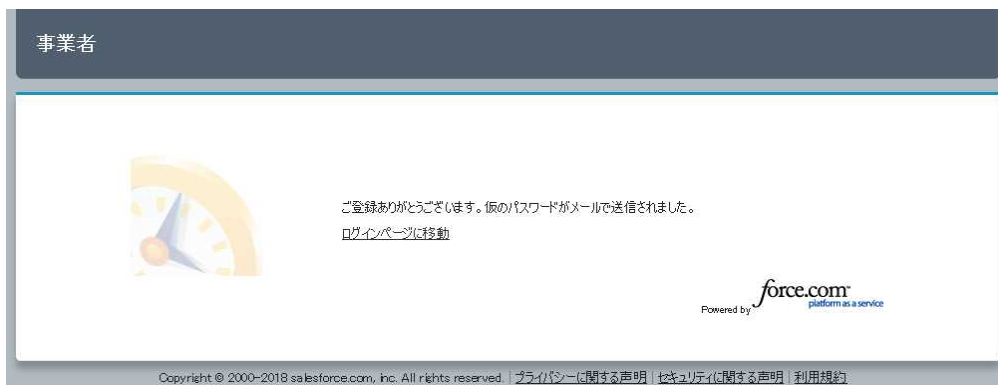 事業者
ご登録ありがとうございます。仮のパスワードがメールで送信されました。
ログインページに移動
Powered by force.com™
platform as a service
Copyright © 2000-2018 salesforce.com, inc. All rights reserved. | プライバシーに関する声明 | セキュリティに関する声明 | 利用規約